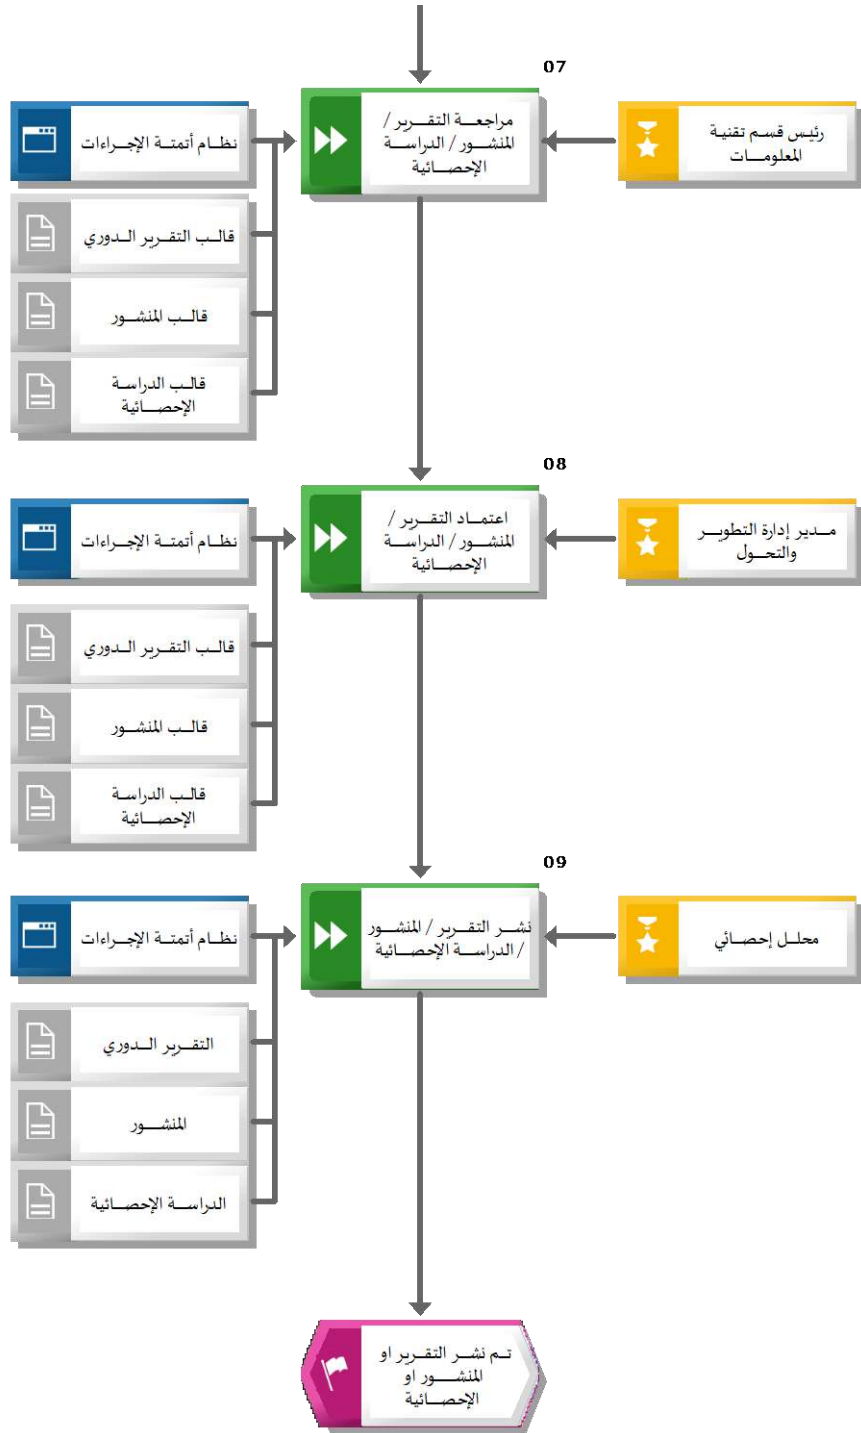 07
رئيس قسم تقنية
المعلومات
مراجعة التقرير /
المنشور / الدراسة
الإحصائية
نظام أتمتة الإجراءات
قالب التقرير الدوري
قالب المنشور
قالب الدراسة
الإحصائية
08
مدير إدارة التطوير
والتحول
اعتماد التقرير /
المنشور / الدراسة
الإحصائية
نظام أتمتة الإجراءات
قالب التقرير الدوري
قالب المنشور
قالب الدراسة
الإحصائية
09
محلل إحصائي
نشر التقرير / المنشور
/ الدراسة الإحصائية
نظام أتمتة الإجراءات
التقرير الدوري
المنشور
الدراسة الإحصائية
تم نشر التقرير او
المنشور او
الإحصائية